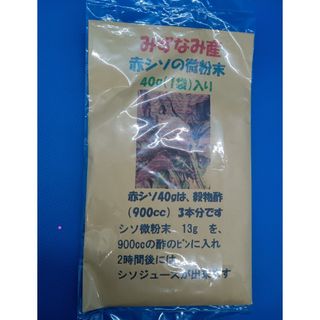 みずなみ産
赤シソの微粉末
40g(1袋)入り
赤シソ40gは、穀物酢
(900cc) 3本分です
シソ微粉末 13g を、
900ccの酢のビンに入れ
2時間後には
シソジュースが出来ます